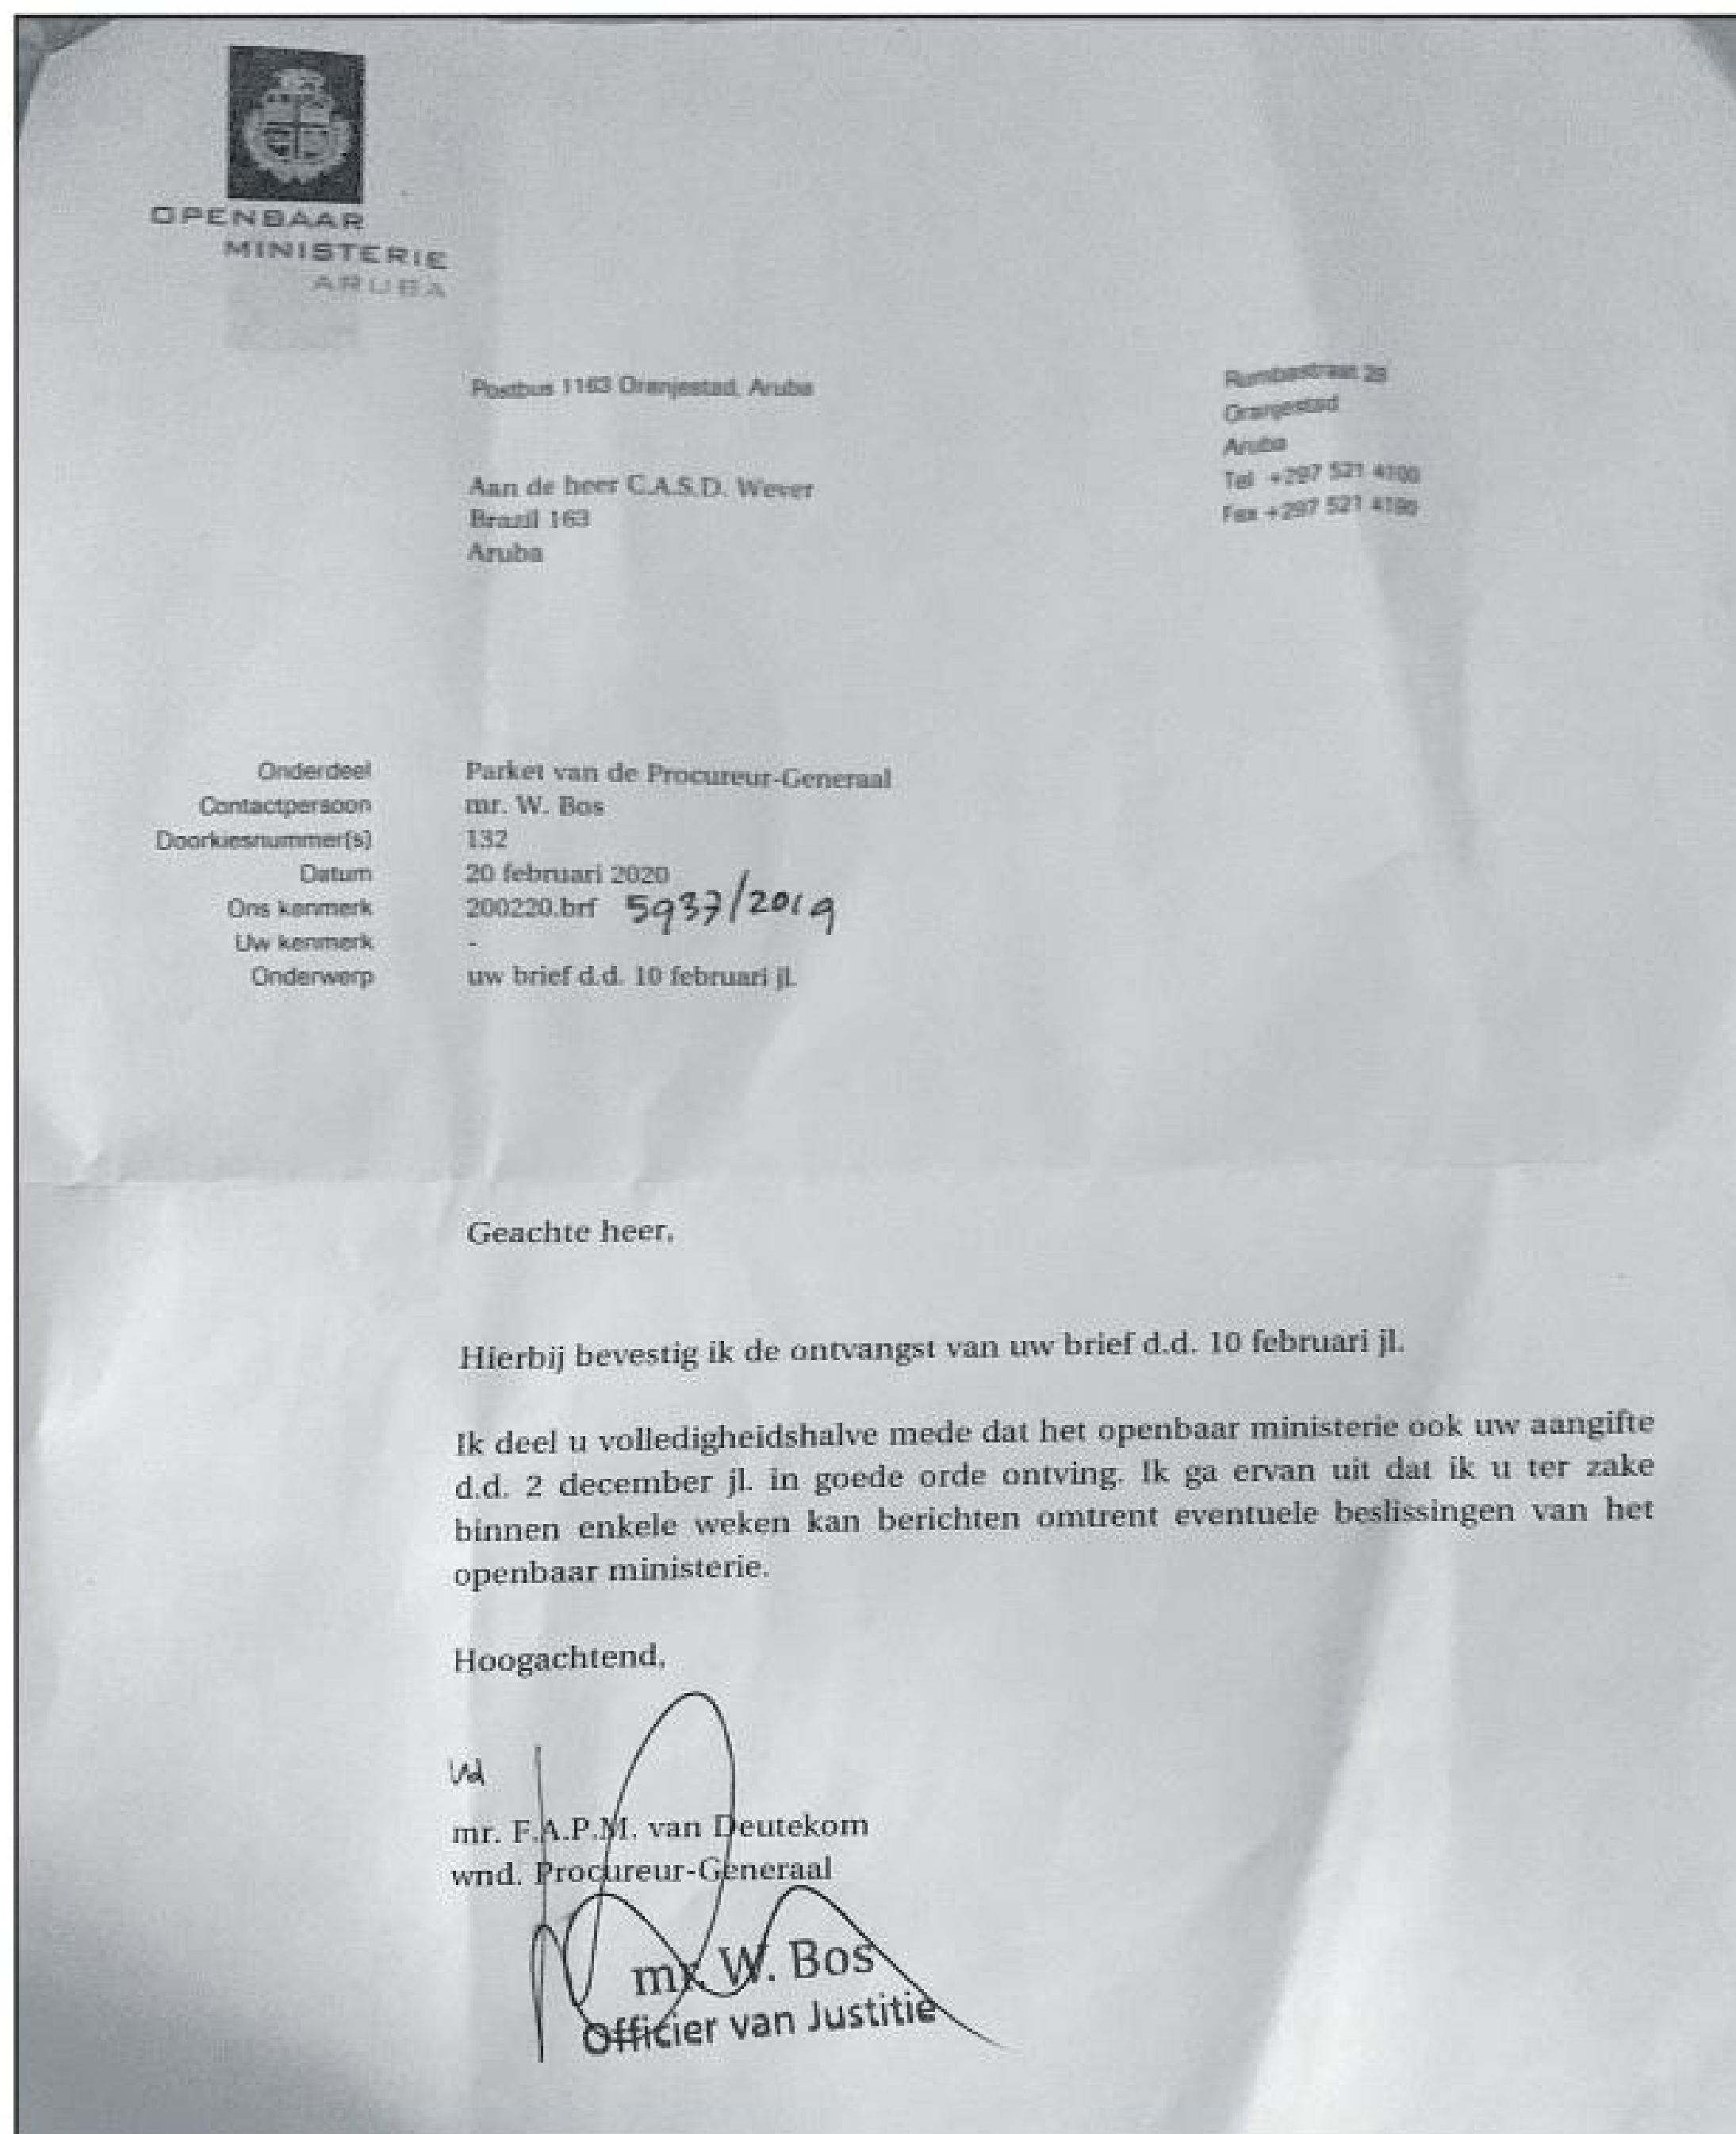 OPENBAAR
MINISTERIE
ARUBA
Postbus 1163 Oranjestad, Aruba
Rumbastraat 28
Oranjestad
Aruba
Tel +297 521 4100
Fax +297 521 4190
Aan de heer C.A.S.D. Wever
Brazil 163
Aruba
Onderdeel Parket van de Procureur-Generaal
Contactpersoon mr. W. Bos
Doorkiesnummer(s) 132
Datum 20 februari 2020
Ons kenmerk 200220.brf 5937/2019
Uw kenmerk -
Onderwerp uw brief d.d. 10 februari jl.
Geachte heer,
Hierbij bevestig ik de ontvangst van uw brief d.d. 10 februari jl.
Ik deel u volledigheidshalve mede dat het openbaar ministerie ook uw aangifte
d.d. 2 december jl. in goede orde ontving. Ik ga ervan uit dat ik u ter zake
binnen enkele weken kan berichten omtrent eventuele beslissingen van het
openbaar ministerie.
Hoogachtend,
mr. F.A.P.M. van Deutekom
wnd. Procureur-Generaal
mr. W. Bos
Officier van Justitie